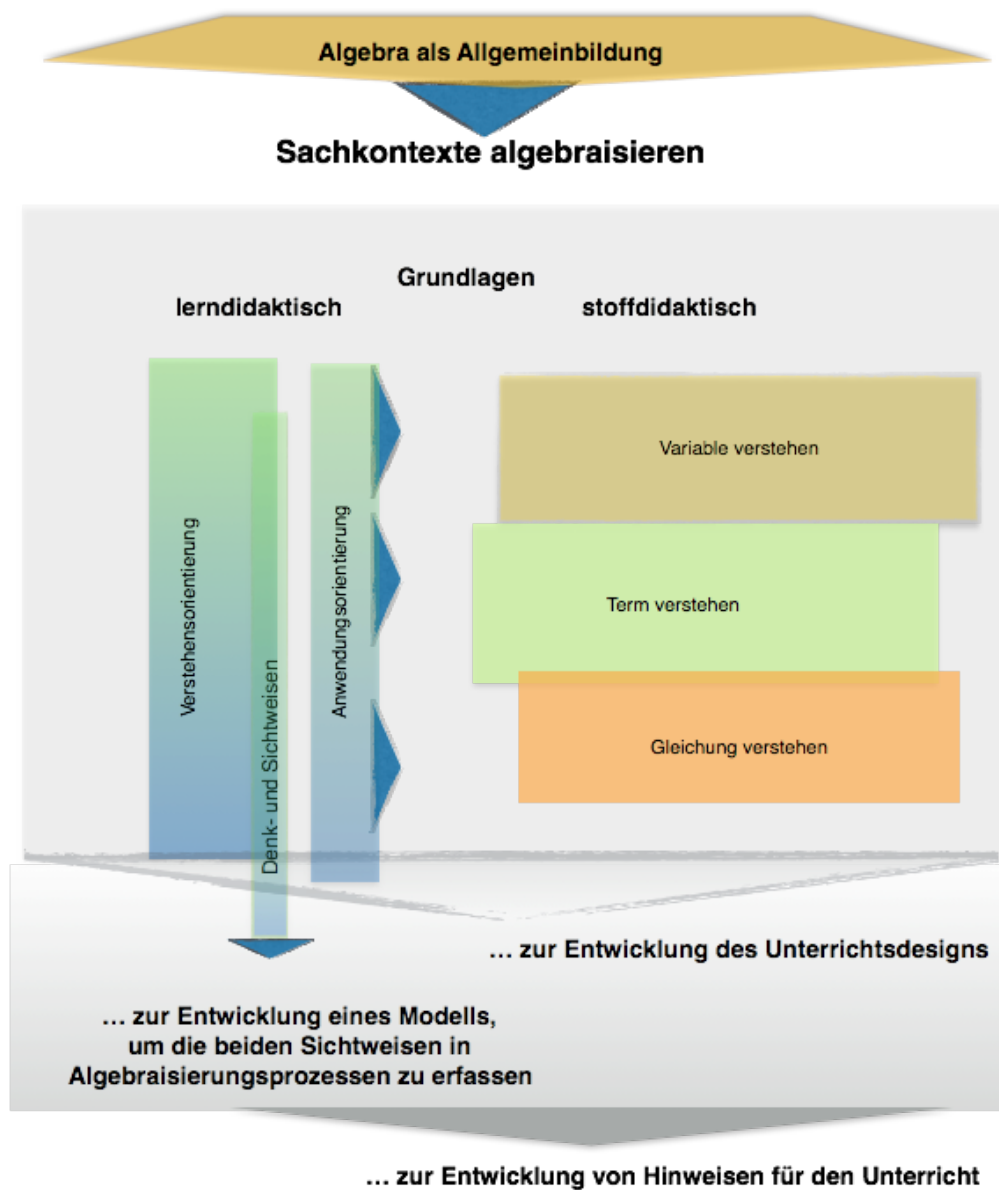 Algebra als Allgemeinbildung
Sachkontexte algebraisieren
Grundlagen
lerndidaktisch
stoffdidaktisch
Verstehensorientierung
Denk- und Sichtweisen
Anwendungsorientierung
Variable verstehen
Term verstehen
Gleichung verstehen
... zur Entwicklung des Unterrichtsdesigns
... zur Entwicklung eines Modells,
um die beiden Sichtweisen in
Algebraisierungsprozessen zu erfassen
... zur Entwicklung von Hinweisen für den Unterricht